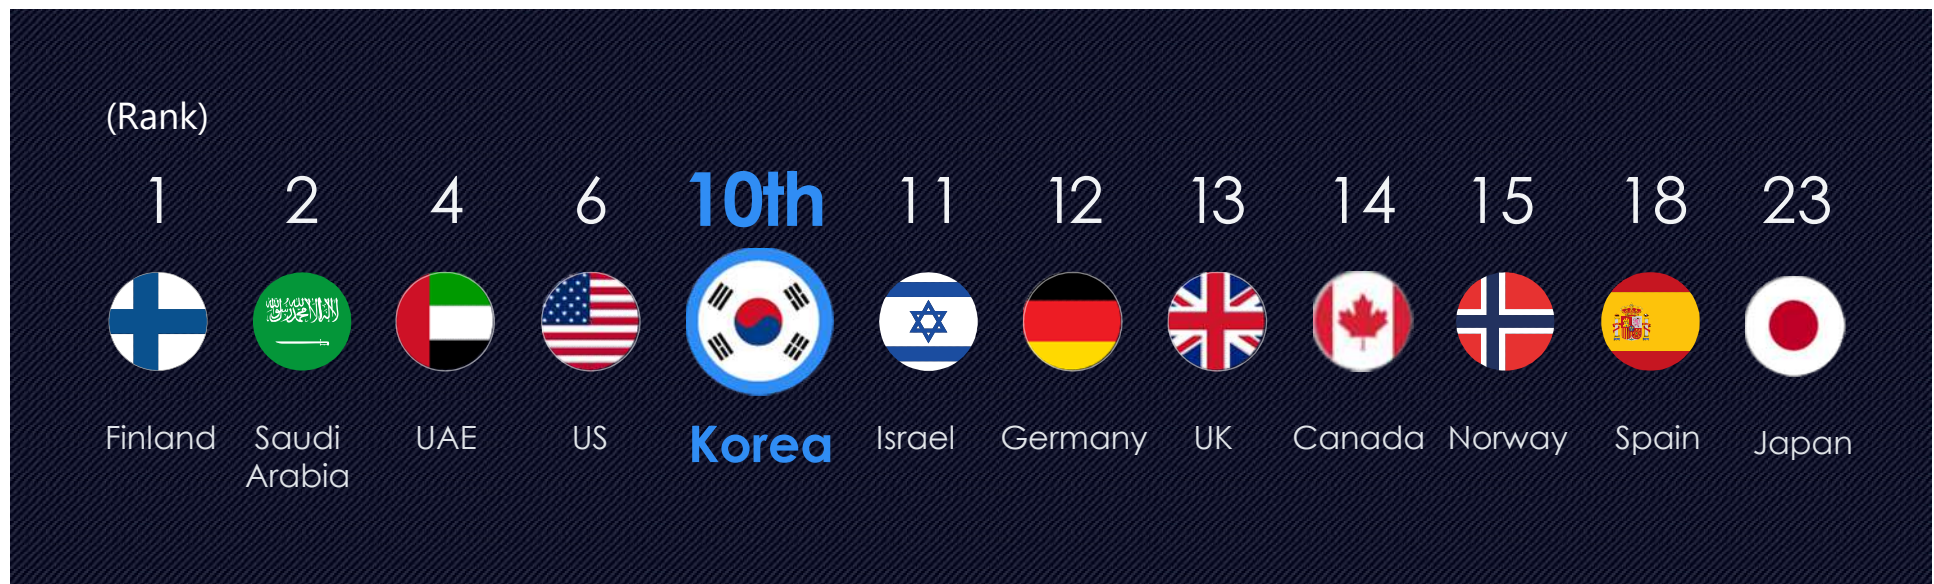 (Rank)
1 2 4 6 10th 11 12 13 14 15 18 23
Finland Saudi Arabia UAE US Korea Israel Germany UK Canada Norway Spain Japan